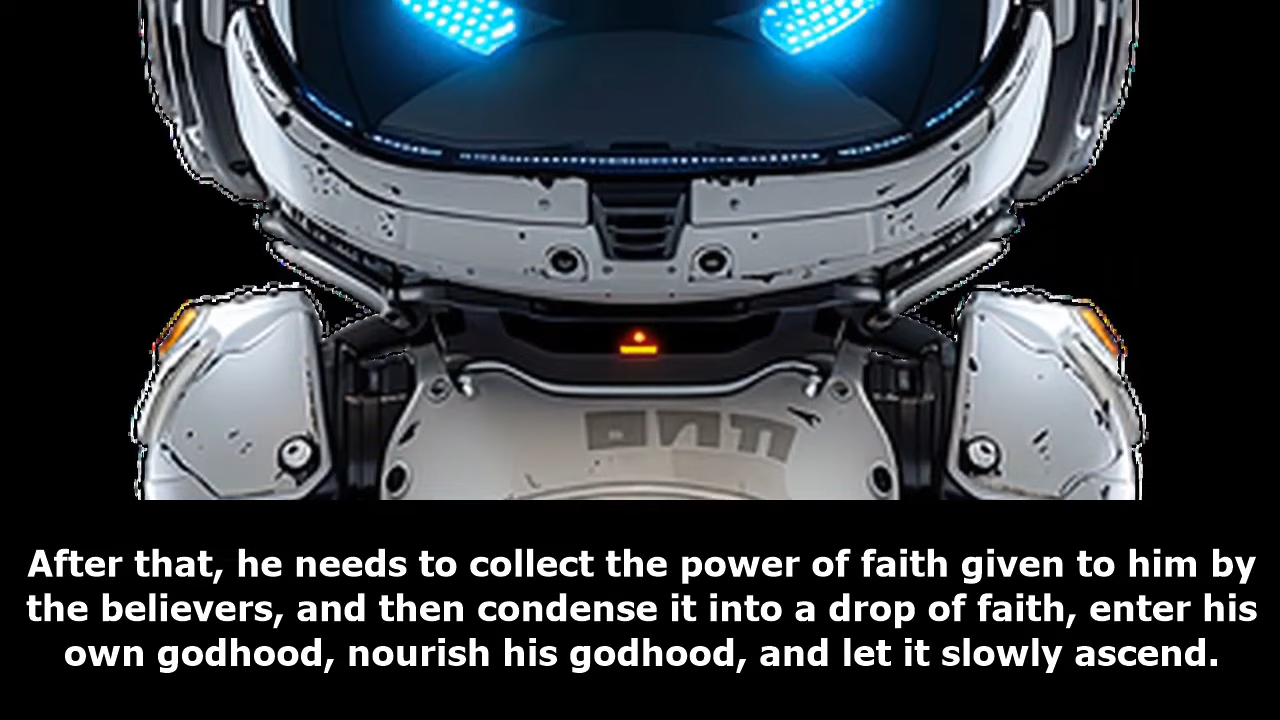 After that, he needs to collect the power of faith given to him by
the believers, and then condense it into a drop of faith, enter his
own godhood, nourish his godhood, and let it slowly ascend.